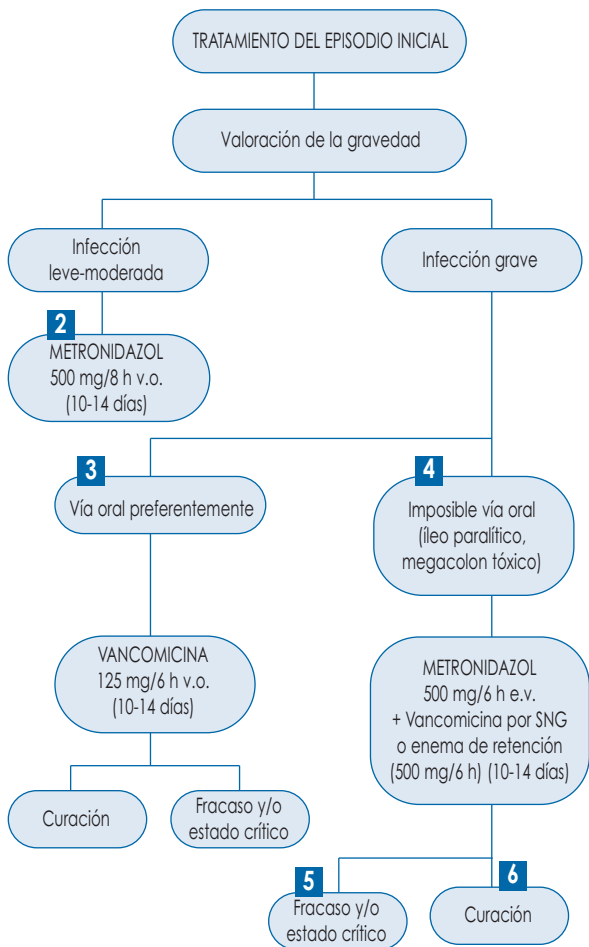 TRATAMIENTO DEL EPISODIO INICIAL
Valoración de la gravedad
Infección
leve-moderada
Infección grave
2
METRONIDAZOL
500 mg/8 h v.o.
(10-14 días)
3
Vía oral preferentemente
4
Imposible vía oral
(íleo paralítico,
megacolon tóxico)
VANCOMICINA
125 mg/6 h v.o.
(10-14 días)
METRONIDAZOL
500 mg/6 h e.v.
+ Vancomicina por SNG
o enema de retención
(500 mg/6 h) (10-14 días)
Curación
Fracaso y/o
estado crítico
5
Fracaso y/o
estado crítico
6
Curación